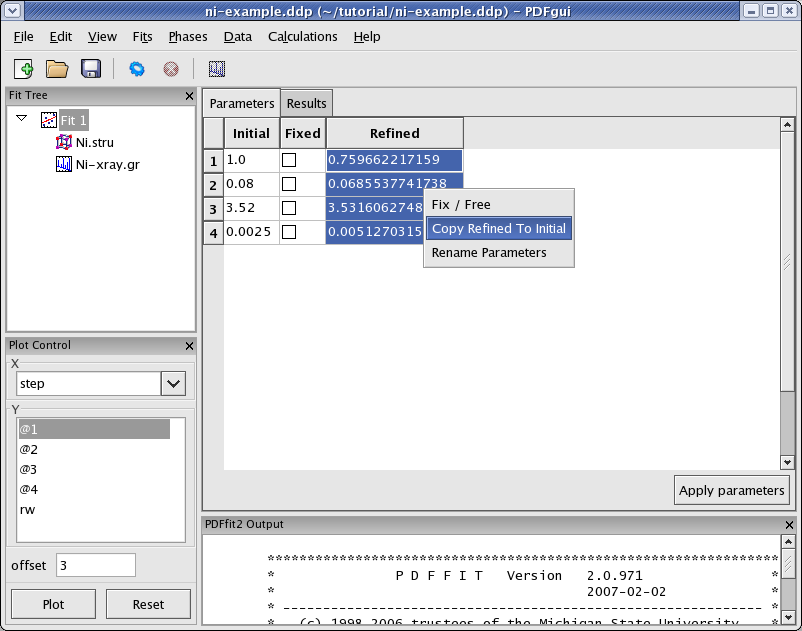 ni-example.ddp (~/tutorial/ni-example.ddp) - PDFgui
File Edit View Fits Phases Data Calculations Help
Fit Tree
Fit 1
Ni.stru
Ni-xray.gr
Parameters Results
Initial Fixed Refined
1 1.0 0.759662217159
2 0.08 0.0685537741738
3 3.52 3.5316062748
4 0.0025 0.0051270315
Fix / Free
Copy Refined To Initial
Rename Parameters
Plot Control
X
step
Y
@1
@2
@3
@4
rw
offset 3
Plot Reset
Apply parameters
PDFfit2 Output
****************************************************************
* P D F F I T Version 2.0.971 *
* 2007-02-02 *
* ------------------------------------------------------------ *
* (c) 1998-2006 trustees of the Michigan State University *